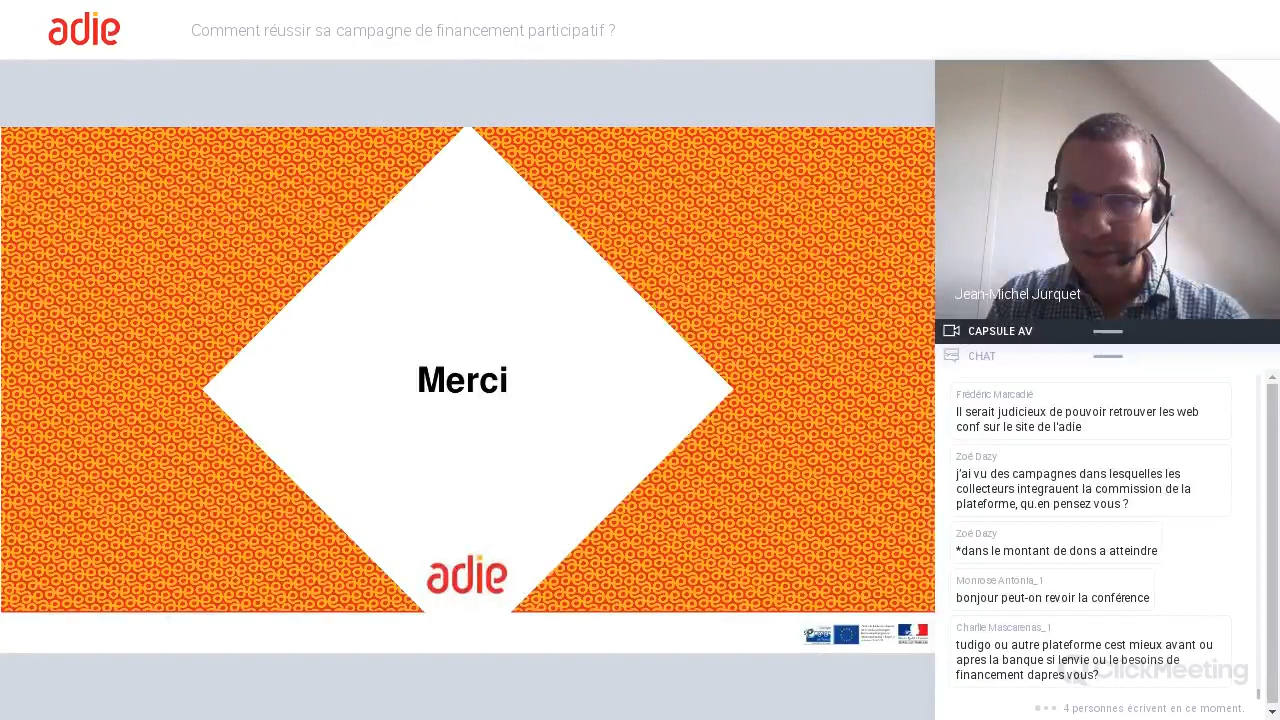 adie
Comment réussir sa campagne de financement participatif ?
Merci
adie
Jean-Michel Jurquet
CAPSULE AV
CHAT
Frédéric Marcadié
Il serait judicieux de pouvoir retrouver les web
conf sur le site de l'adie
Zoé Dazy
j'ai vu des campagnes dans lesquelles les
collecteurs integrauent la commission de la
plateforme, qu.en pensez vous ?
Zoé Dazy
*dans le montant de dons a atteindre
Monrose Antonia_1
bonjour peut-on revoir la conférence
Charlie Mascarenas_1
tudigo ou autre plateforme cest mieux avant ou
apres la banque si lenvie ou le besoins de
financement dapres vous?
ClickMeeting
4 personnes écrivent en ce moment.